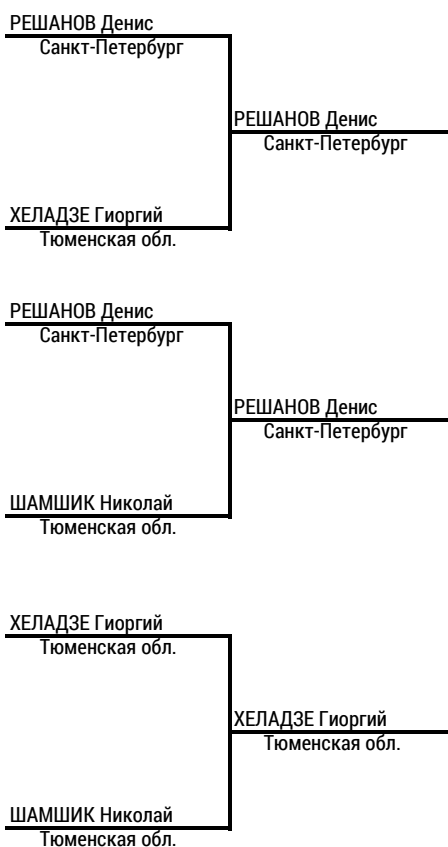 РЕШАНОВ Денис
Санкт-Петербург
РЕШАНОВ Денис
Санкт-Петербург
ХЕЛАДЗЕ Гиоргий
Тюменская обл.
РЕШАНОВ Денис
Санкт-Петербург
РЕШАНОВ Денис
Санкт-Петербург
ШАМШИК Николай
Тюменская обл.
ХЕЛАДЗЕ Гиоргий
Тюменская обл.
ХЕЛАДЗЕ Гиоргий
Тюменская обл.
ШАМШИК Николай
Тюменская обл.